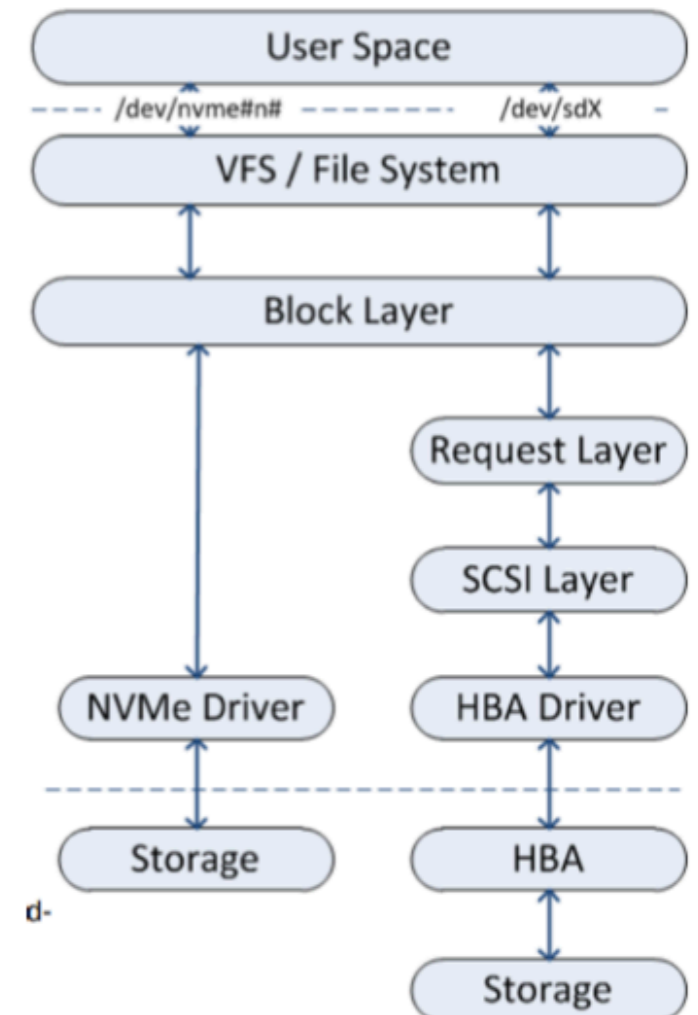 User Space
/dev/nvme#n# /dev/sdX
VFS / File System
Block Layer
Request Layer
SCSI Layer
NVMe Driver HBA Driver
Storage HBA
d-
Storage